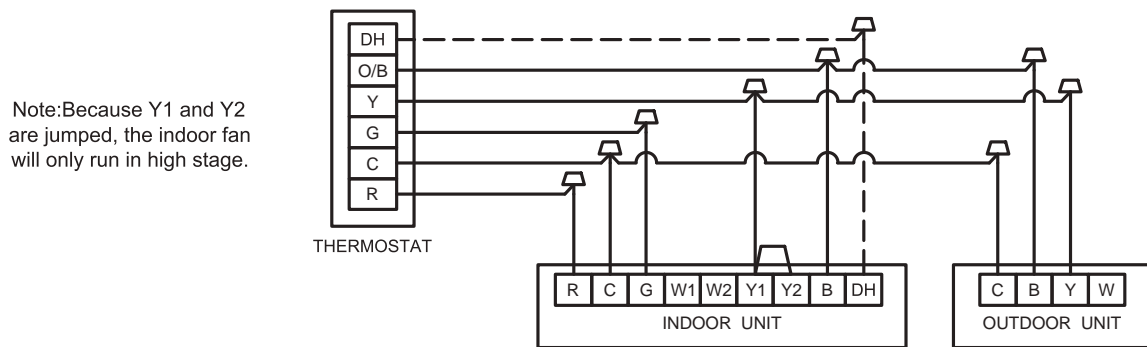 Note:Because Y1 and Y2
are jumped, the indoor fan
will only run in high stage.
DH
O/B
Y
G
C
R
THERMOSTAT
R C G W1 W2 Y1 Y2 B DH
INDOOR UNIT
C B Y W
OUTDOOR UNIT